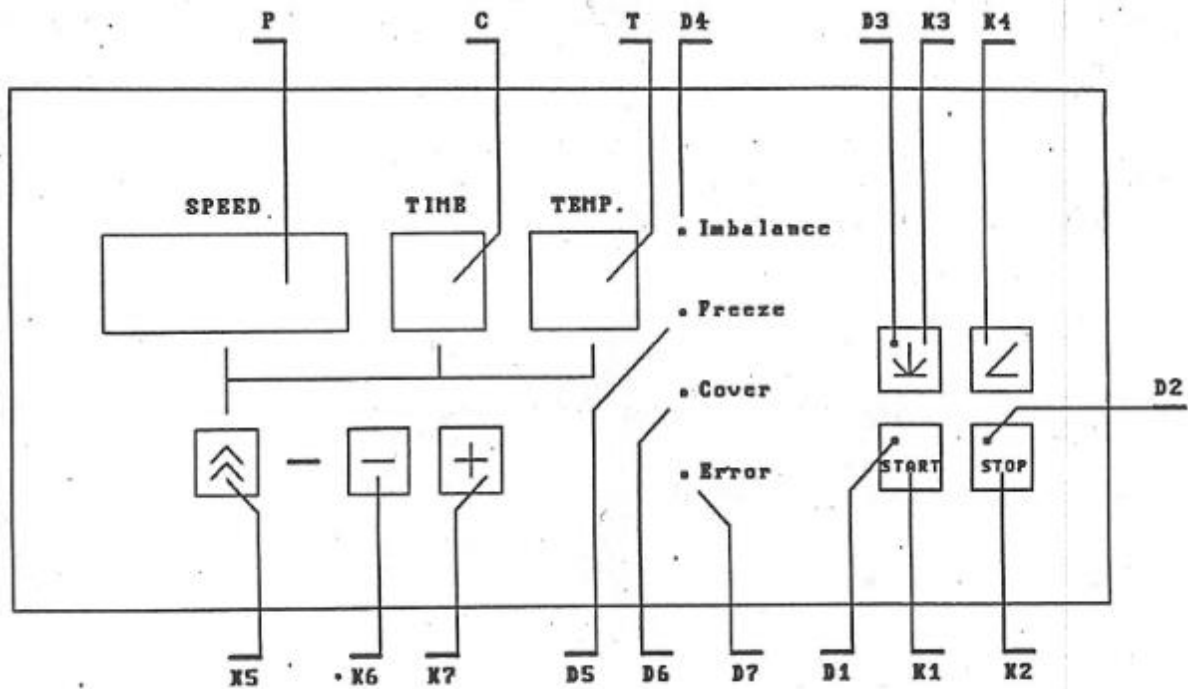 P C T D4 D3 K3 K4
SPEED TIME TEMP.
Imbalance
Freeze
Cover
D2
Error
START STOP
K5 K6 K7 D5 D6 D7 D1 K1 K2